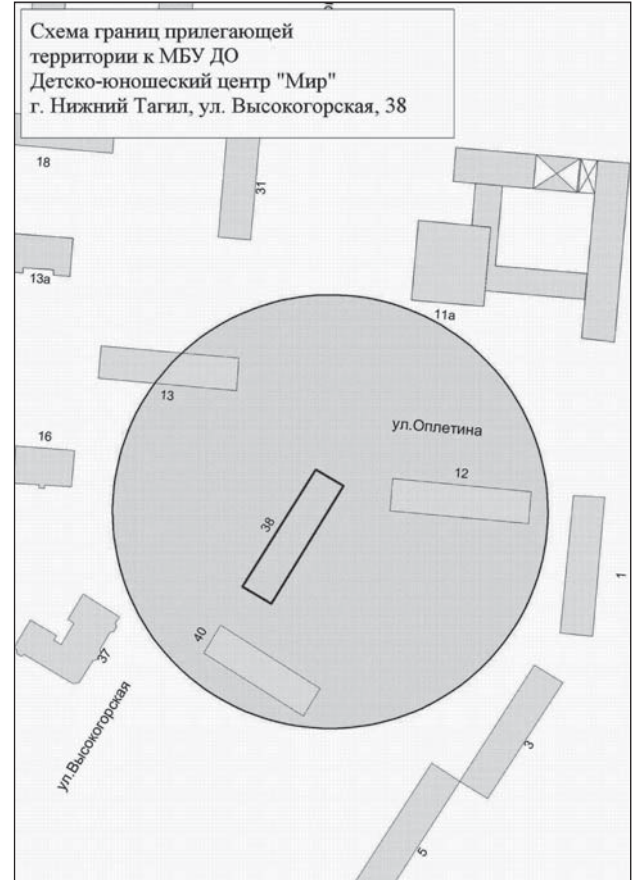 Схема границ прилегающей
территории к МБУ ДО
Детско-юношеский центр "Мир"
г. Нижний Тагил, ул. Высокогорская, 38
18
31
13а
11а
13
ул.Оплетина
16
12
38
1
40
37
ул.Высокогорская
3
5